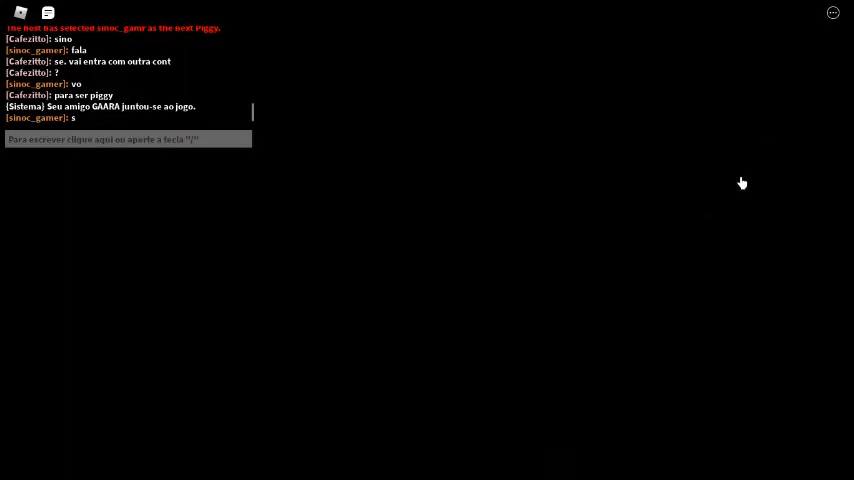 The host has selected sinoc_gamr as the next Piggy.
[Cafezitto]: sino
[sinoc_gamer]: fala
[Cafezitto]: se. vai entra com outra cont
[Cafezitto]: ?
[sinoc_gamer]: vo
[Cafezitto]: para ser piggy
{Sistema} Seu amigo GAARA juntou-se ao jogo.
[sinoc_gamer]: s
Para escrever clique aqui ou aperte a tecla "/"